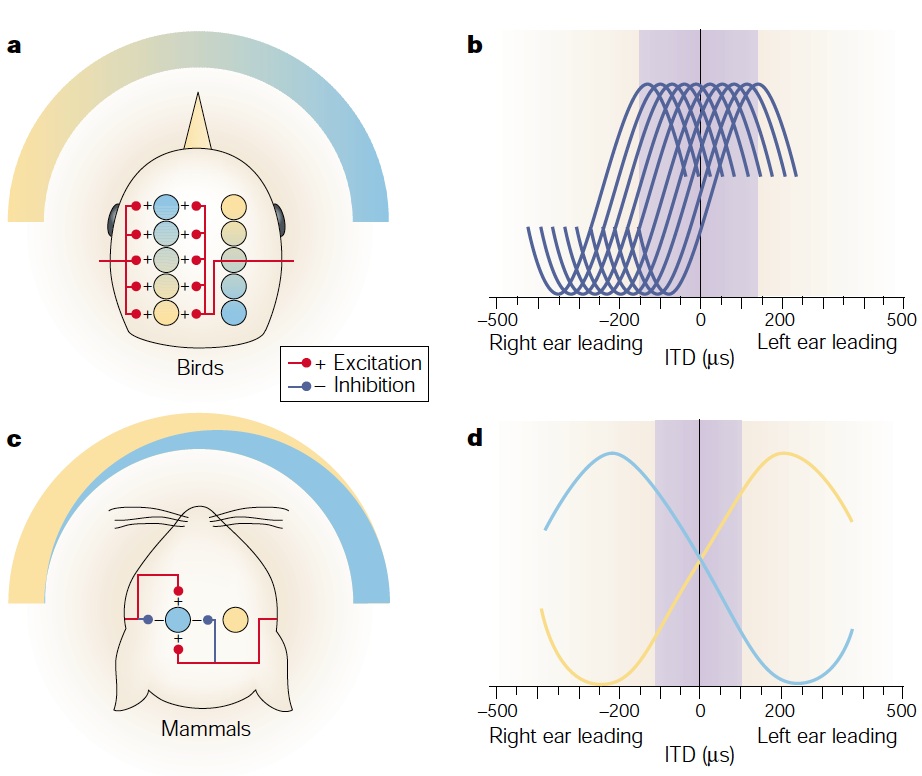 a
+ +
+ +
+ +
+ +
+ +
Birds
+ Excitation
– Inhibition
b
–500 –200 0 200 500
Right ear leading ITD (μs) Left ear leading
c
+
– –
+
Mammals
d
–500 –200 0 200 500
Right ear leading ITD (μs) Left ear leading